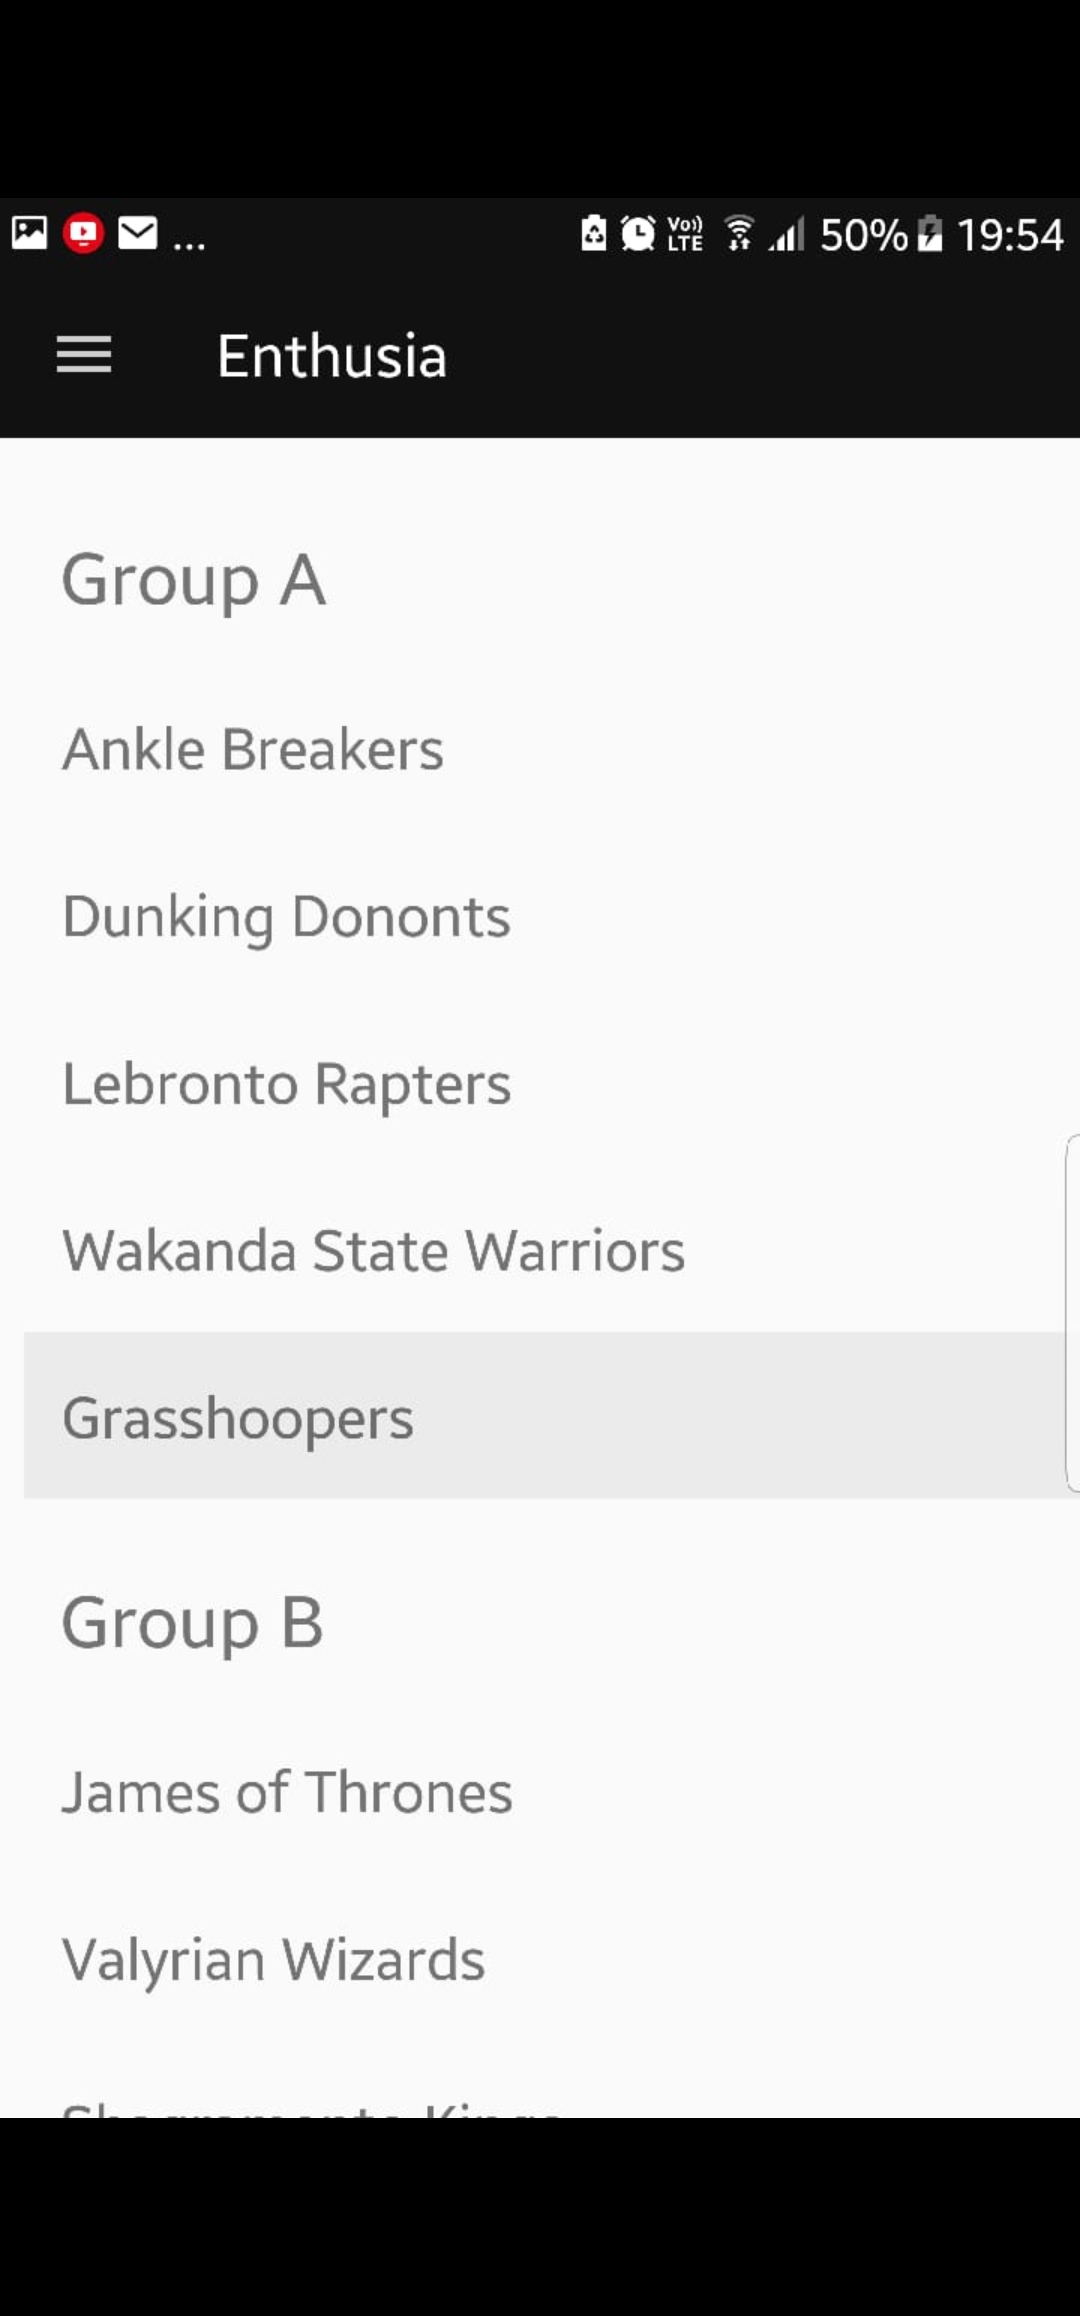 ... Vo)) LTE 50% 19:54
Enthusia
Group A
Ankle Breakers
Dunking Dononts
Lebronto Rapters
Wakanda State Warriors
Grasshoopers
Group B
James of Thrones
Valyrian Wizards